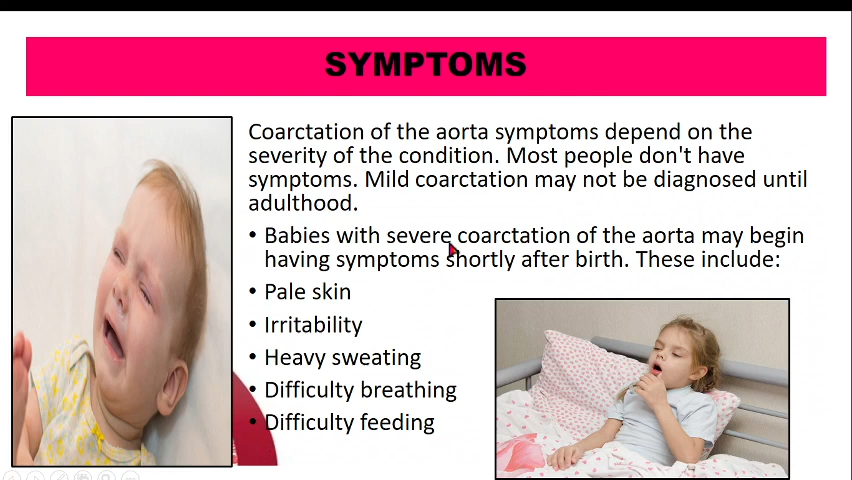 SYMPTOMS
Coarctation of the aorta symptoms depend on the
severity of the condition. Most people don't have
symptoms. Mild coarctation may not be diagnosed until
adulthood.
• Babies with severe coarctation of the aorta may begin
having symptoms shortly after birth. These include:
• Pale skin
• Irritability
• Heavy sweating
• Difficulty breathing
• Difficulty feeding